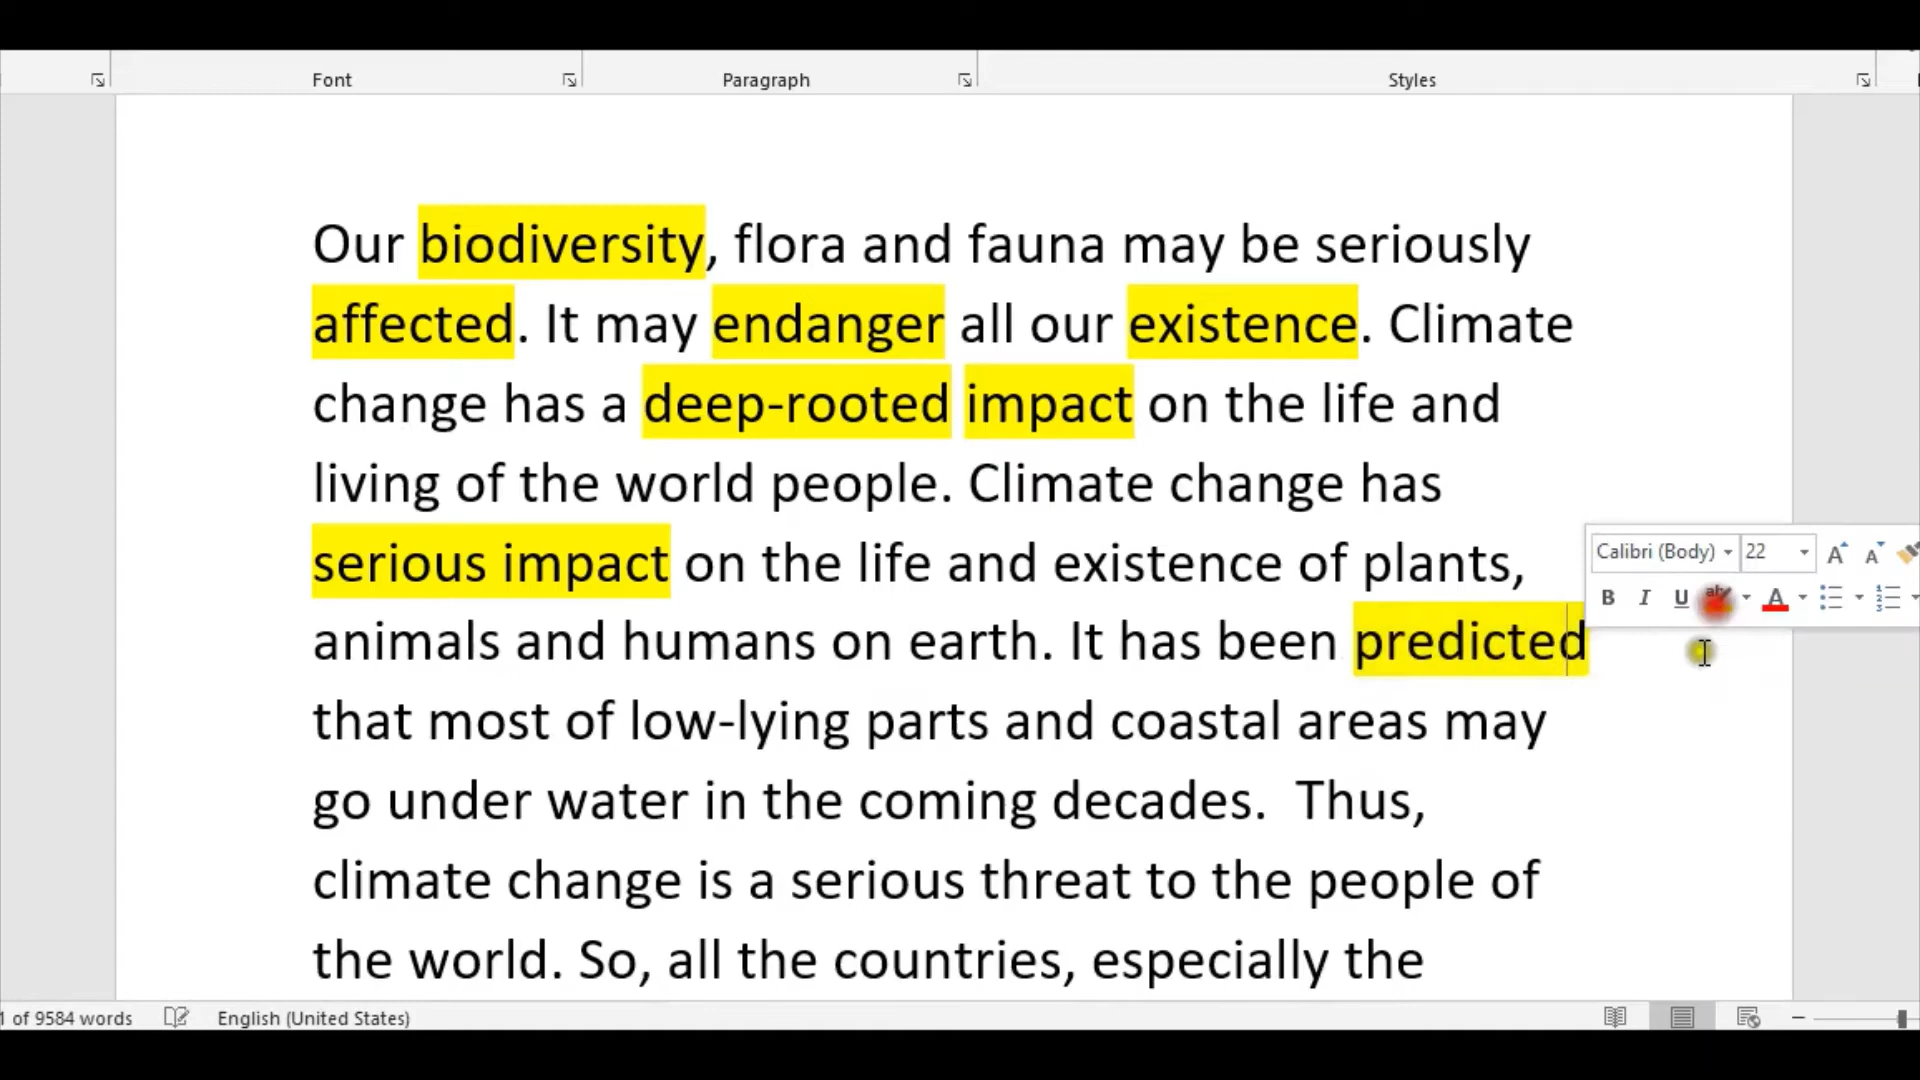 Font Paragraph Styles
Our biodiversity, flora and fauna may be seriously
affected. It may endanger all our existence. Climate
change has a deep-rooted impact on the life and
living of the world people. Climate change has
serious impact on the life and existence of plants,
Calibri (Body) 22
B I U A
animals and humans on earth. It has been predicted
that most of low-lying parts and coastal areas may
go under water in the coming decades.  Thus,
climate change is a serious threat to the people of
the world. So, all the countries, especially the
1 of 9584 words English (United States)